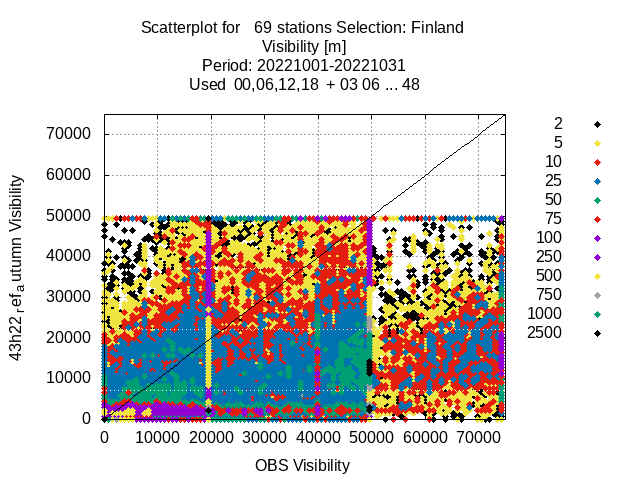 Scatterplot for   69 stations Selection: Finland
Visibility [m]
Period: 20221001-20221031
Used  00,06,12,18  + 03 06 ... 48
43h22_ref_autumn Visibility
70000
60000
50000
40000
30000
20000
10000
0
0 10000 20000 30000 40000 50000 60000 70000
OBS Visibility
2
5
10
25
50
75
100
250
500
750
1000
2500